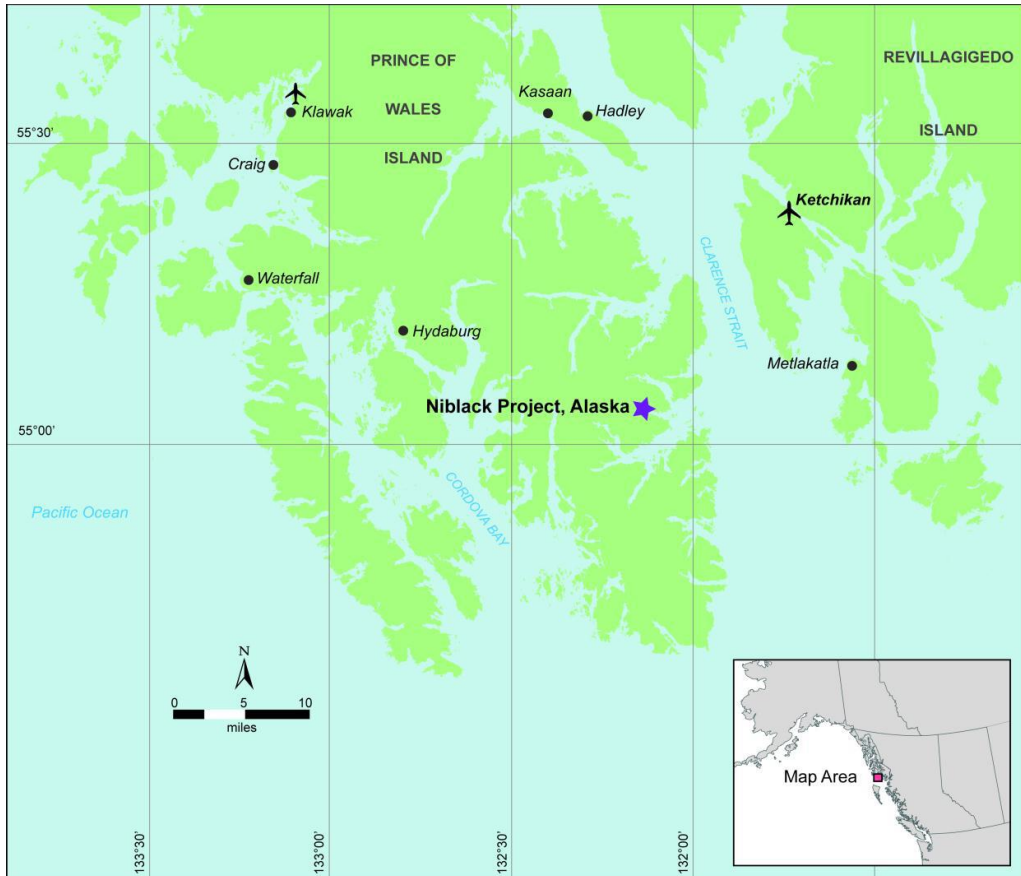 PRINCE OF
WALES
ISLAND
REVILLAGIGEDO
ISLAND
Kasaan
Hadley
Klawak
55°30'
Craig
Ketchikan
CLARENCE STRAIT
Waterfall
Hydaburg
Metlakatla
Niblack Project, Alaska
55°00'
CORDOVA BAY
Pacific Ocean
N
0 5 10
miles
Map Area
133°30'
133°00'
132°30'
132°00'